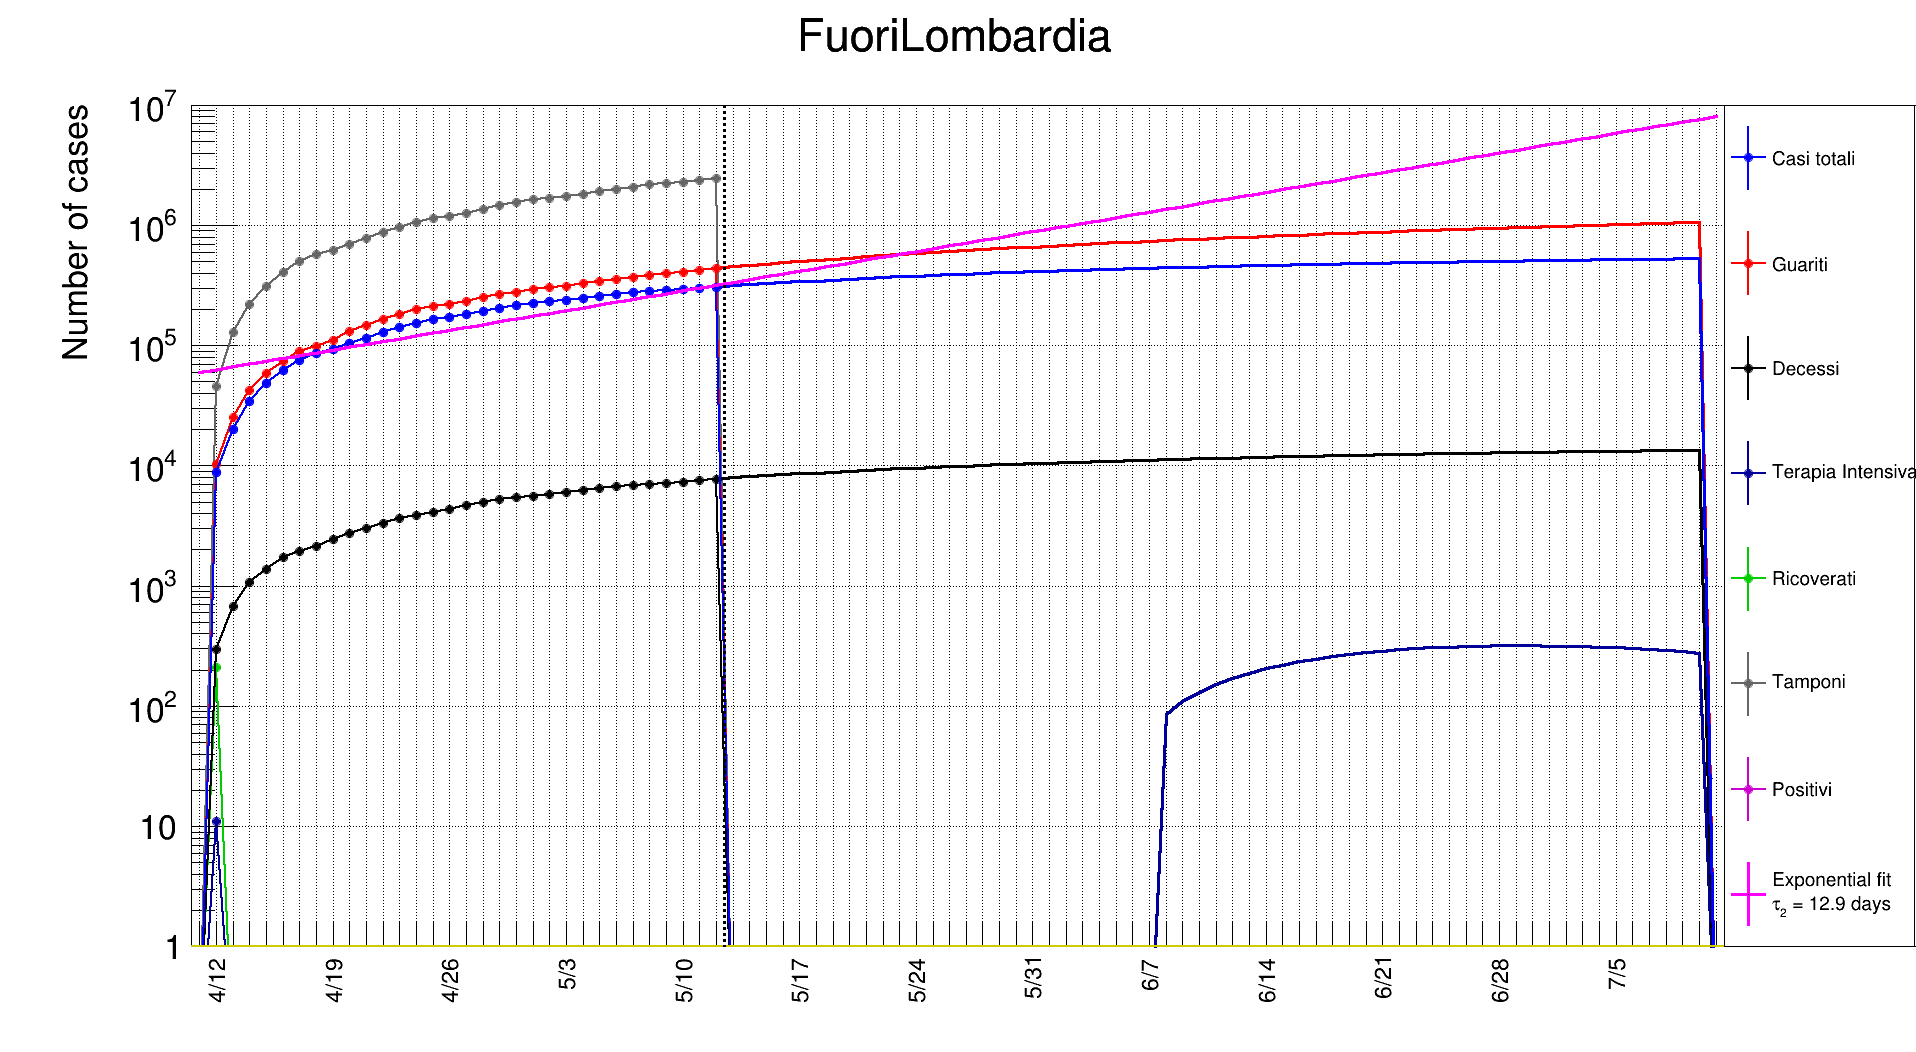 FuoriLombardia
Number of cases
10^7
10^6
10^5
10^4
10^3
10^2
10
1
4/12
4/19
4/26
5/3
5/10
5/17
5/24
5/31
6/7
6/14
6/21
6/28
7/5
Casi totali
Guariti
Decessi
Terapia Intensiva
Ricoverati
Tamponi
Positivi
Exponential fit
τ_2 = 12.9 days